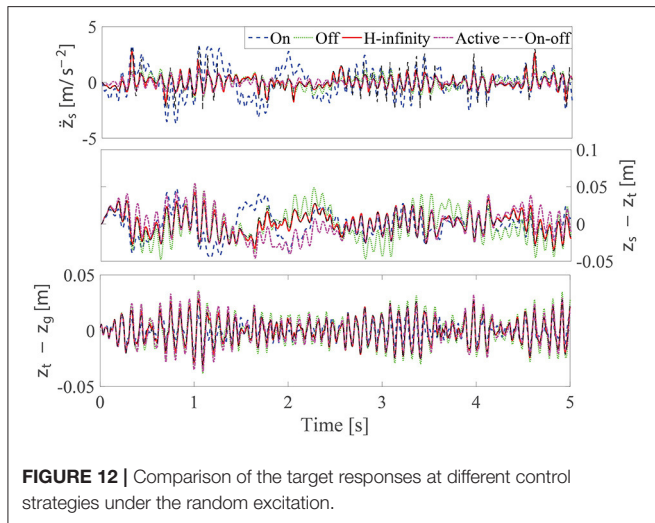 On Off H-infinity Active On-off
5
0
-5
z̈s [m/s⁻²]
0.1
0.05
0
-0.05
zs − zt [m]
0.05
0
-0.05
zt − zg [m]
0 1 2 3 4 5
Time [s]
FIGURE 12 | Comparison of the target responses at different control
strategies under the random excitation.